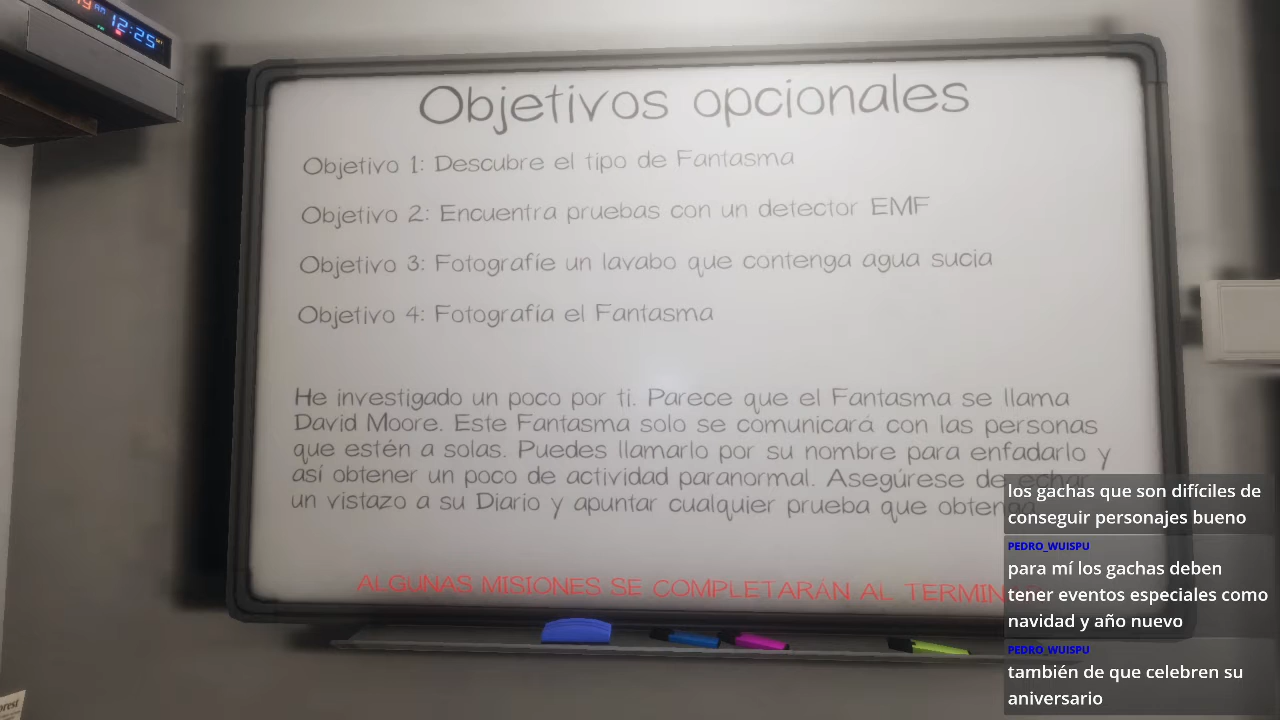 12:25
Objetivos opcionales
Objetivo 1: Descubre el tipo de Fantasma
Objetivo 2: Encuentra pruebas con un detector EMF
Objetivo 3: Fotografíe un lavabo que contenga agua sucia
Objetivo 4: Fotografía el Fantasma
He investigado un poco por ti. Parece que el Fantasma se llama
David Moore. Este Fantasma solo se comunicará con las personas
que estén a solas. Puedes llamarlo por su nombre para enfadarlo y
así obtener un poco de actividad paranormal. Asegúrese de echar
un vistazo a su Diario y apuntar cualquier prueba que obtenga
ALGUNAS MISIONES SE COMPLETARÁN AL TERMIN
los gachas que son difíciles de
conseguir personajes bueno
PEDRO_WUISPU
para mí los gachas deben
tener eventos especiales como
navidad y año nuevo
PEDRO_WUISPU
también de que celebren su
aniversario